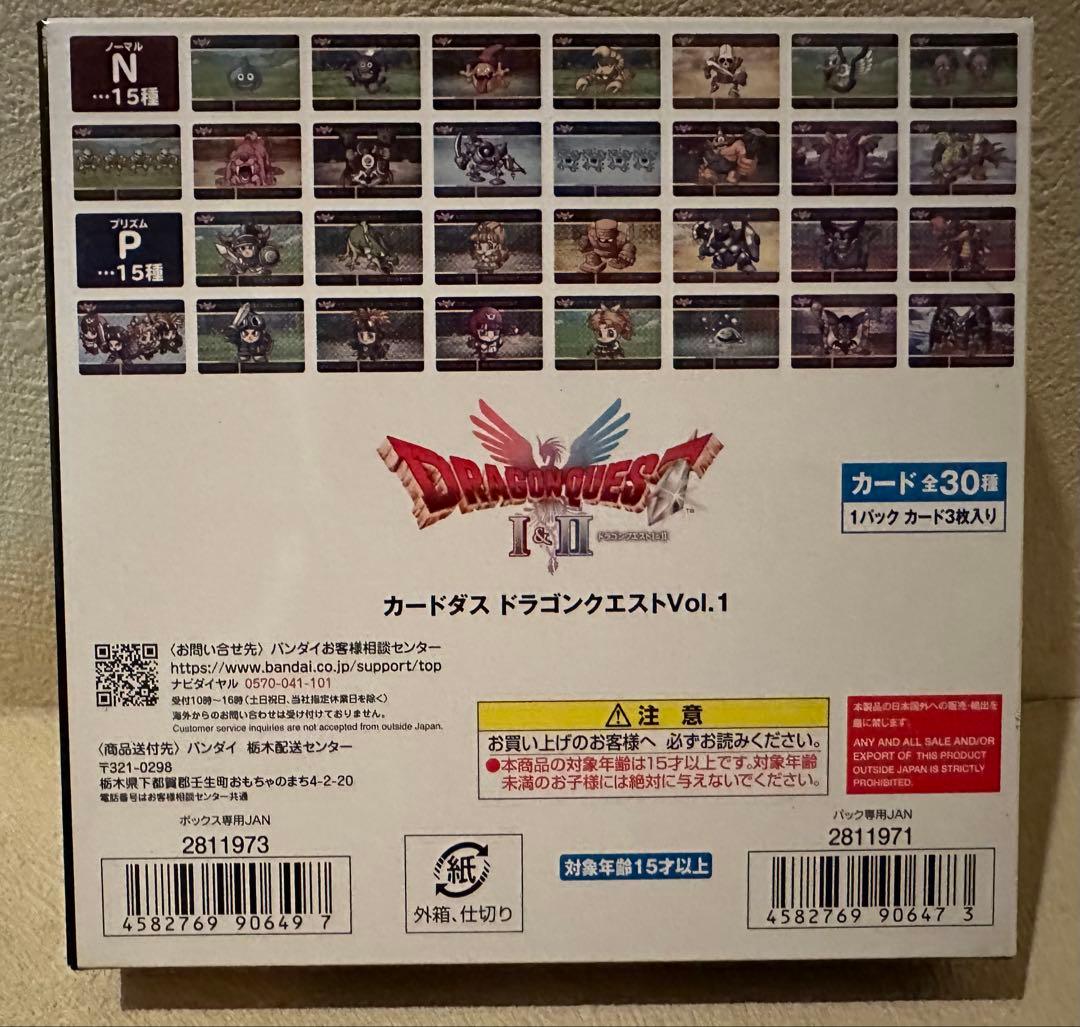 ノーマル
N
…15種
プリズム
P
…15種
DRAGON QUEST
TM
I & II
ドラゴンクエストI&II
カード 全30種
1パック カード3枚入り
カードダス ドラゴンクエストVol.1
〈お問い合せ先〉バンダイお客様相談センター
https://www.bandai.co.jp/support/top
ナビダイヤル 0570-041-101
受付10時〜16時(土日祝日、当社指定休業日を除く)
海外からのお問い合わせは受け付けておりません。
Customer service inquiries are not accepted from outside Japan.
〈商品送付先〉バンダイ 栃木配送センター
〒321-0298
栃木県下都賀郡壬生町おもちゃのまち4-2-20
電話番号はお客様相談センター共通
注 意
お買い上げのお客様へ 必ずお読みください。
●本商品の対象年齢は15才以上です。対象年齢
未満のお子様には絶対に与えないでください。
本製品の日本国外への販売・輸出を
厳に禁じます。
ANY AND ALL SALE AND/OR
EXPORT OF THIS PRODUCT
OUTSIDE JAPAN IS STRICTLY
PROHIBITED.
ボックス専用JAN
2811973
4582769 906497
紙
外箱、仕切り
対象年齢15才以上
パック専用JAN
2811971
4582769 906473